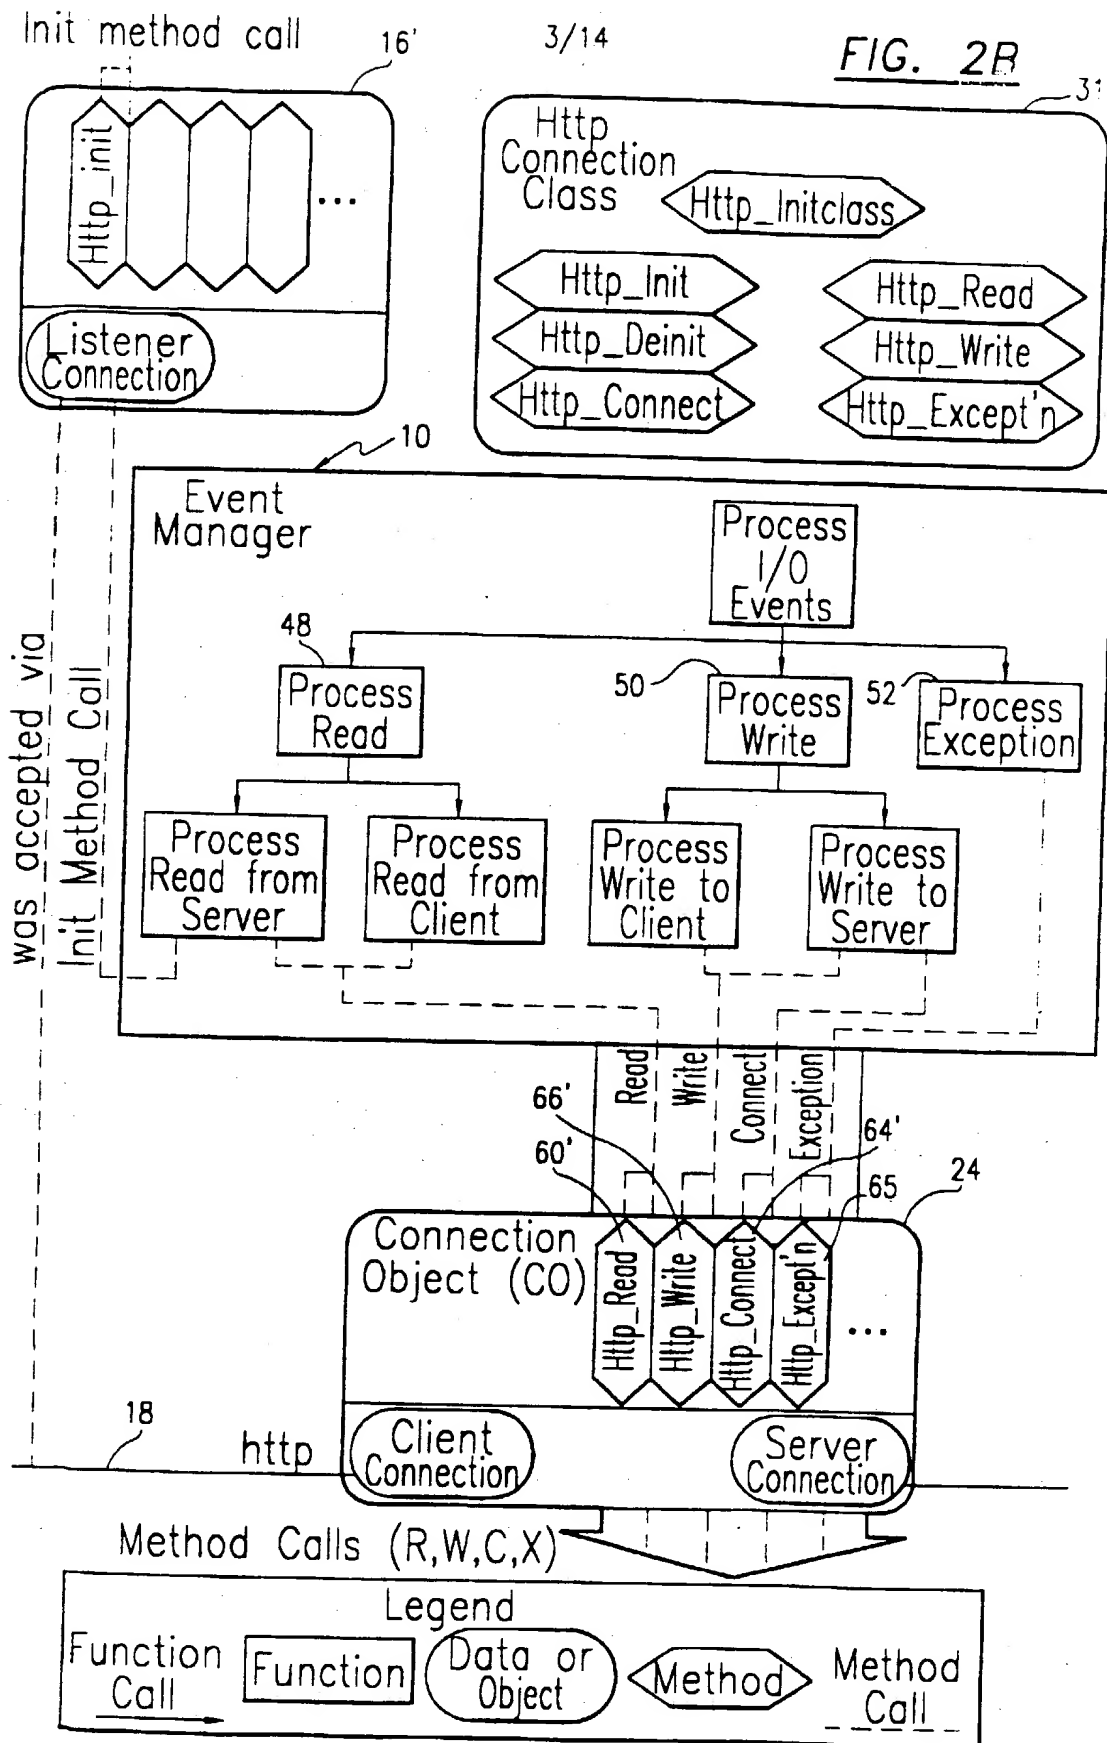 Init method call
16'
3/14
FIG. 2B
31
Http_init
...
Listener
Connection
Http
Connection
Class
Http_Initclass
Http_Init
Http_Deinit
Http_Connect
Http_Read
Http_Write
Http_Except'n
10
Event
Manager
Process
I/O
Events
48
Process
Read
50
Process
Write
52
Process
Exception
Process
Read from
Server
Process
Read from
Client
Process
Write to
Client
Process
Write to
Server
was accepted via
Init Method Call
Read
Write
Connect
Exception
66'
60'
64'
65
24
Connection
Object (CO)
Http_Read
Http_Write
Http_Connect
Http_Except'n
...
18
http
Client
Connection
Server
Connection
Method Calls (R,W,C,X)
Legend
Function
Call
Function
Data or
Object
Method
Method
Call